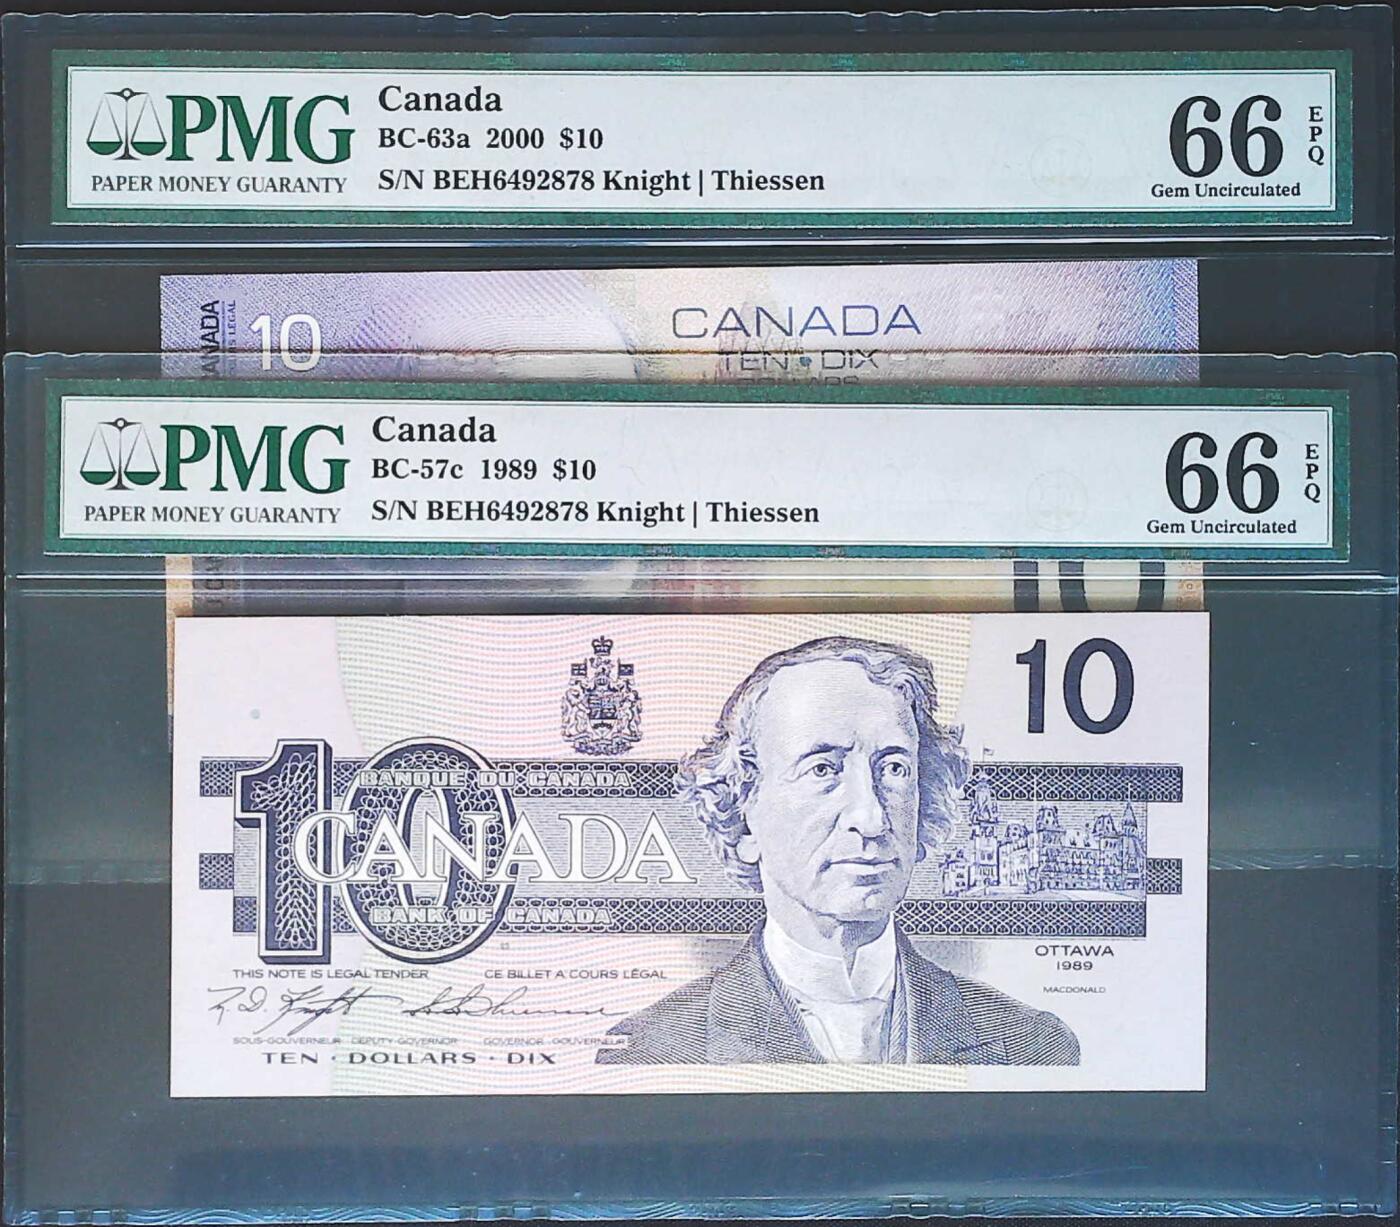 PMG
PAPER MONEY GUARANTY
Canada
BC-63a 2000 $10
S/N BEH6492878 Knight | Thiessen
66
EPQ
Gem Uncirculated
CANADA
10
CANADA
TEN • DIX
DOLLARS
PMG
PAPER MONEY GUARANTY
Canada
BC-57c 1989 $10
S/N BEH6492878 Knight | Thiessen
66
EPQ
Gem Uncirculated
10
10
BANQUE DU CANADA
10
CANADA
BANK OF CANADA
OTTAWA
1989
MACDONALD
THIS NOTE IS LEGAL TENDER CE BILLET A COURS LÉGAL
SOUS-GOUVERNEUR DEPUTY GOVERNOR GOVERNOR GOUVERNEUR
TEN · DOLLARS · DIX